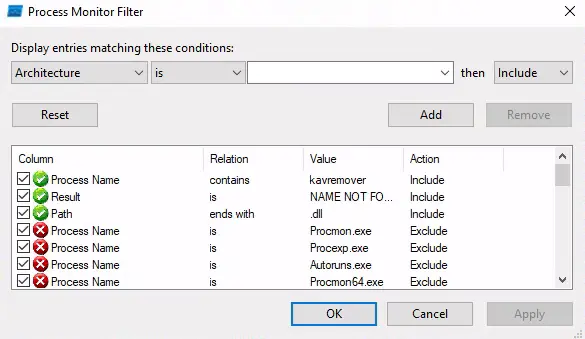 Process Monitor Filter
Display entries matching these conditions:
Architecture is then Include
Reset Add Remove
Column Relation Value Action
Process Name contains kavremover Include
Result is NAME NOT FO... Include
Path ends with .dll Include
Process Name is Procmon.exe Exclude
Process Name is Procexp.exe Exclude
Process Name is Autoruns.exe Exclude
Process Name is Procmon64.exe Exclude
OK Cancel Apply